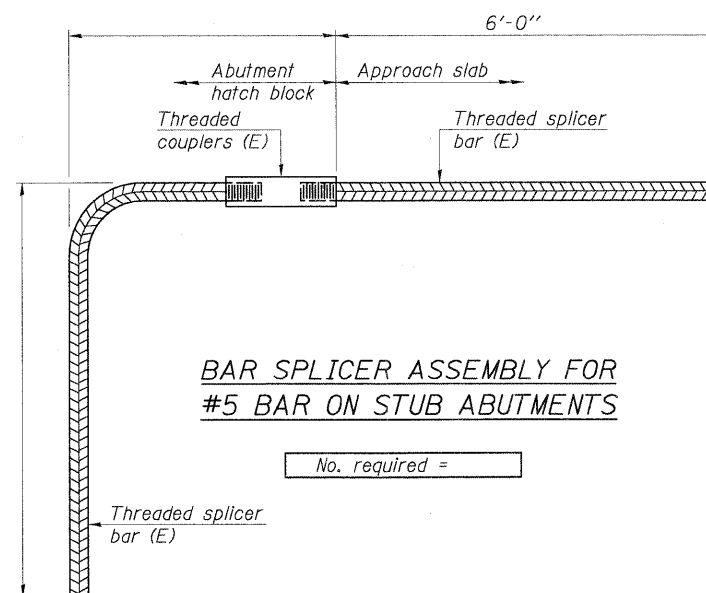 6'-0"
Abutment
hatch block
Approach slab
Threaded
couplers (E)
Threaded splicer
bar (E)
BAR SPLICER ASSEMBLY FOR
#5 BAR ON STUB ABUTMENTS
No. required =
Threaded splicer
bar (E)